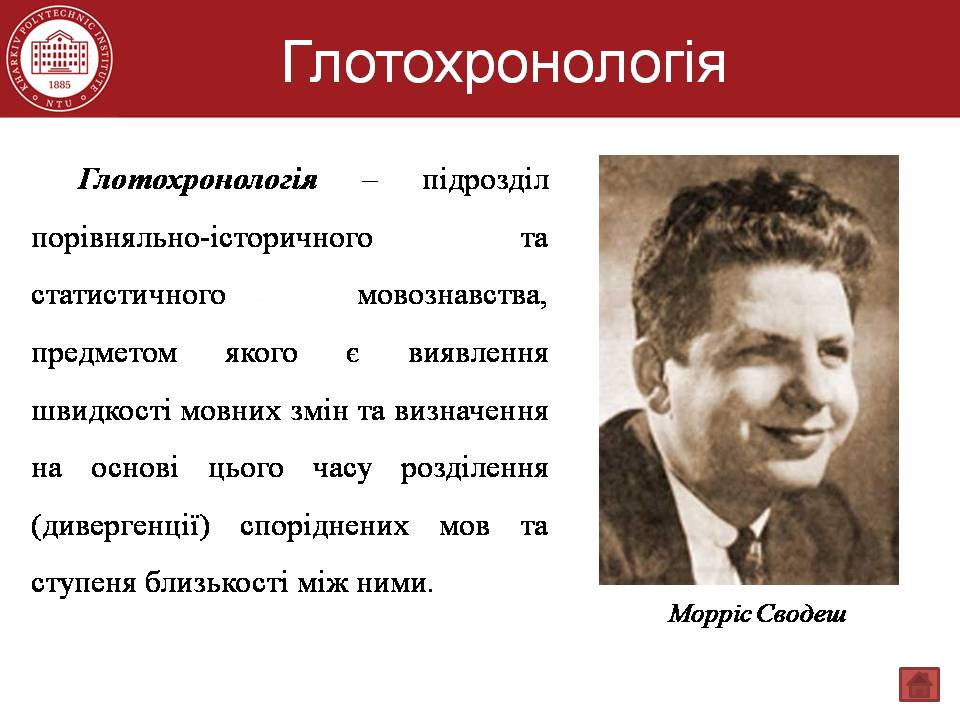 KHARKIV POLYTECHNIC INSTITUTE
1885
NTU
Глотохронологія
Глотохронологія – підрозділ
порівняльно-історичного та
статистичного мовознавства,
предметом якого є виявлення
швидкості мовних змін та визначення
на основі цього часу розділення
(дивергенції) споріднених мов та
ступеня близькості між ними.
Морріс Сводеш